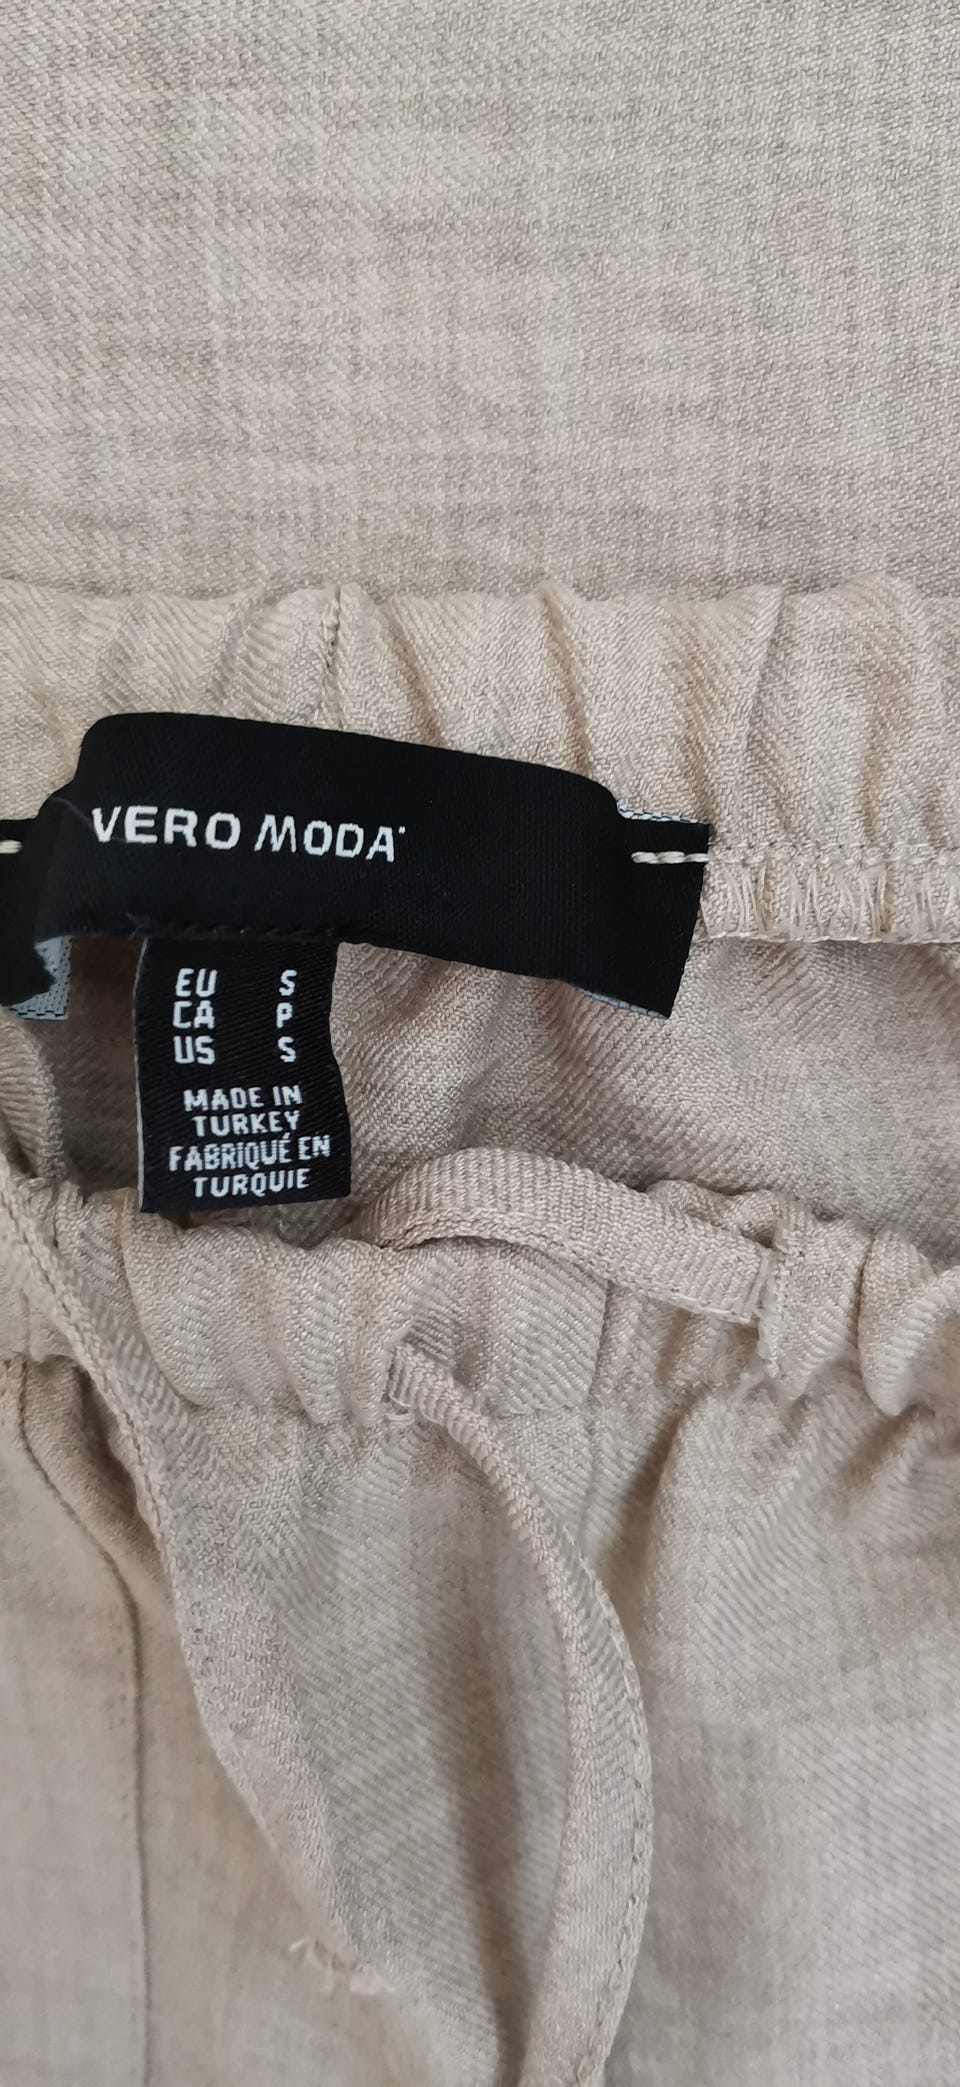 VERO MODA
EU S
CA P
US S
MADE IN
TURKEY
FABRIQUÉ EN
TURQUIE